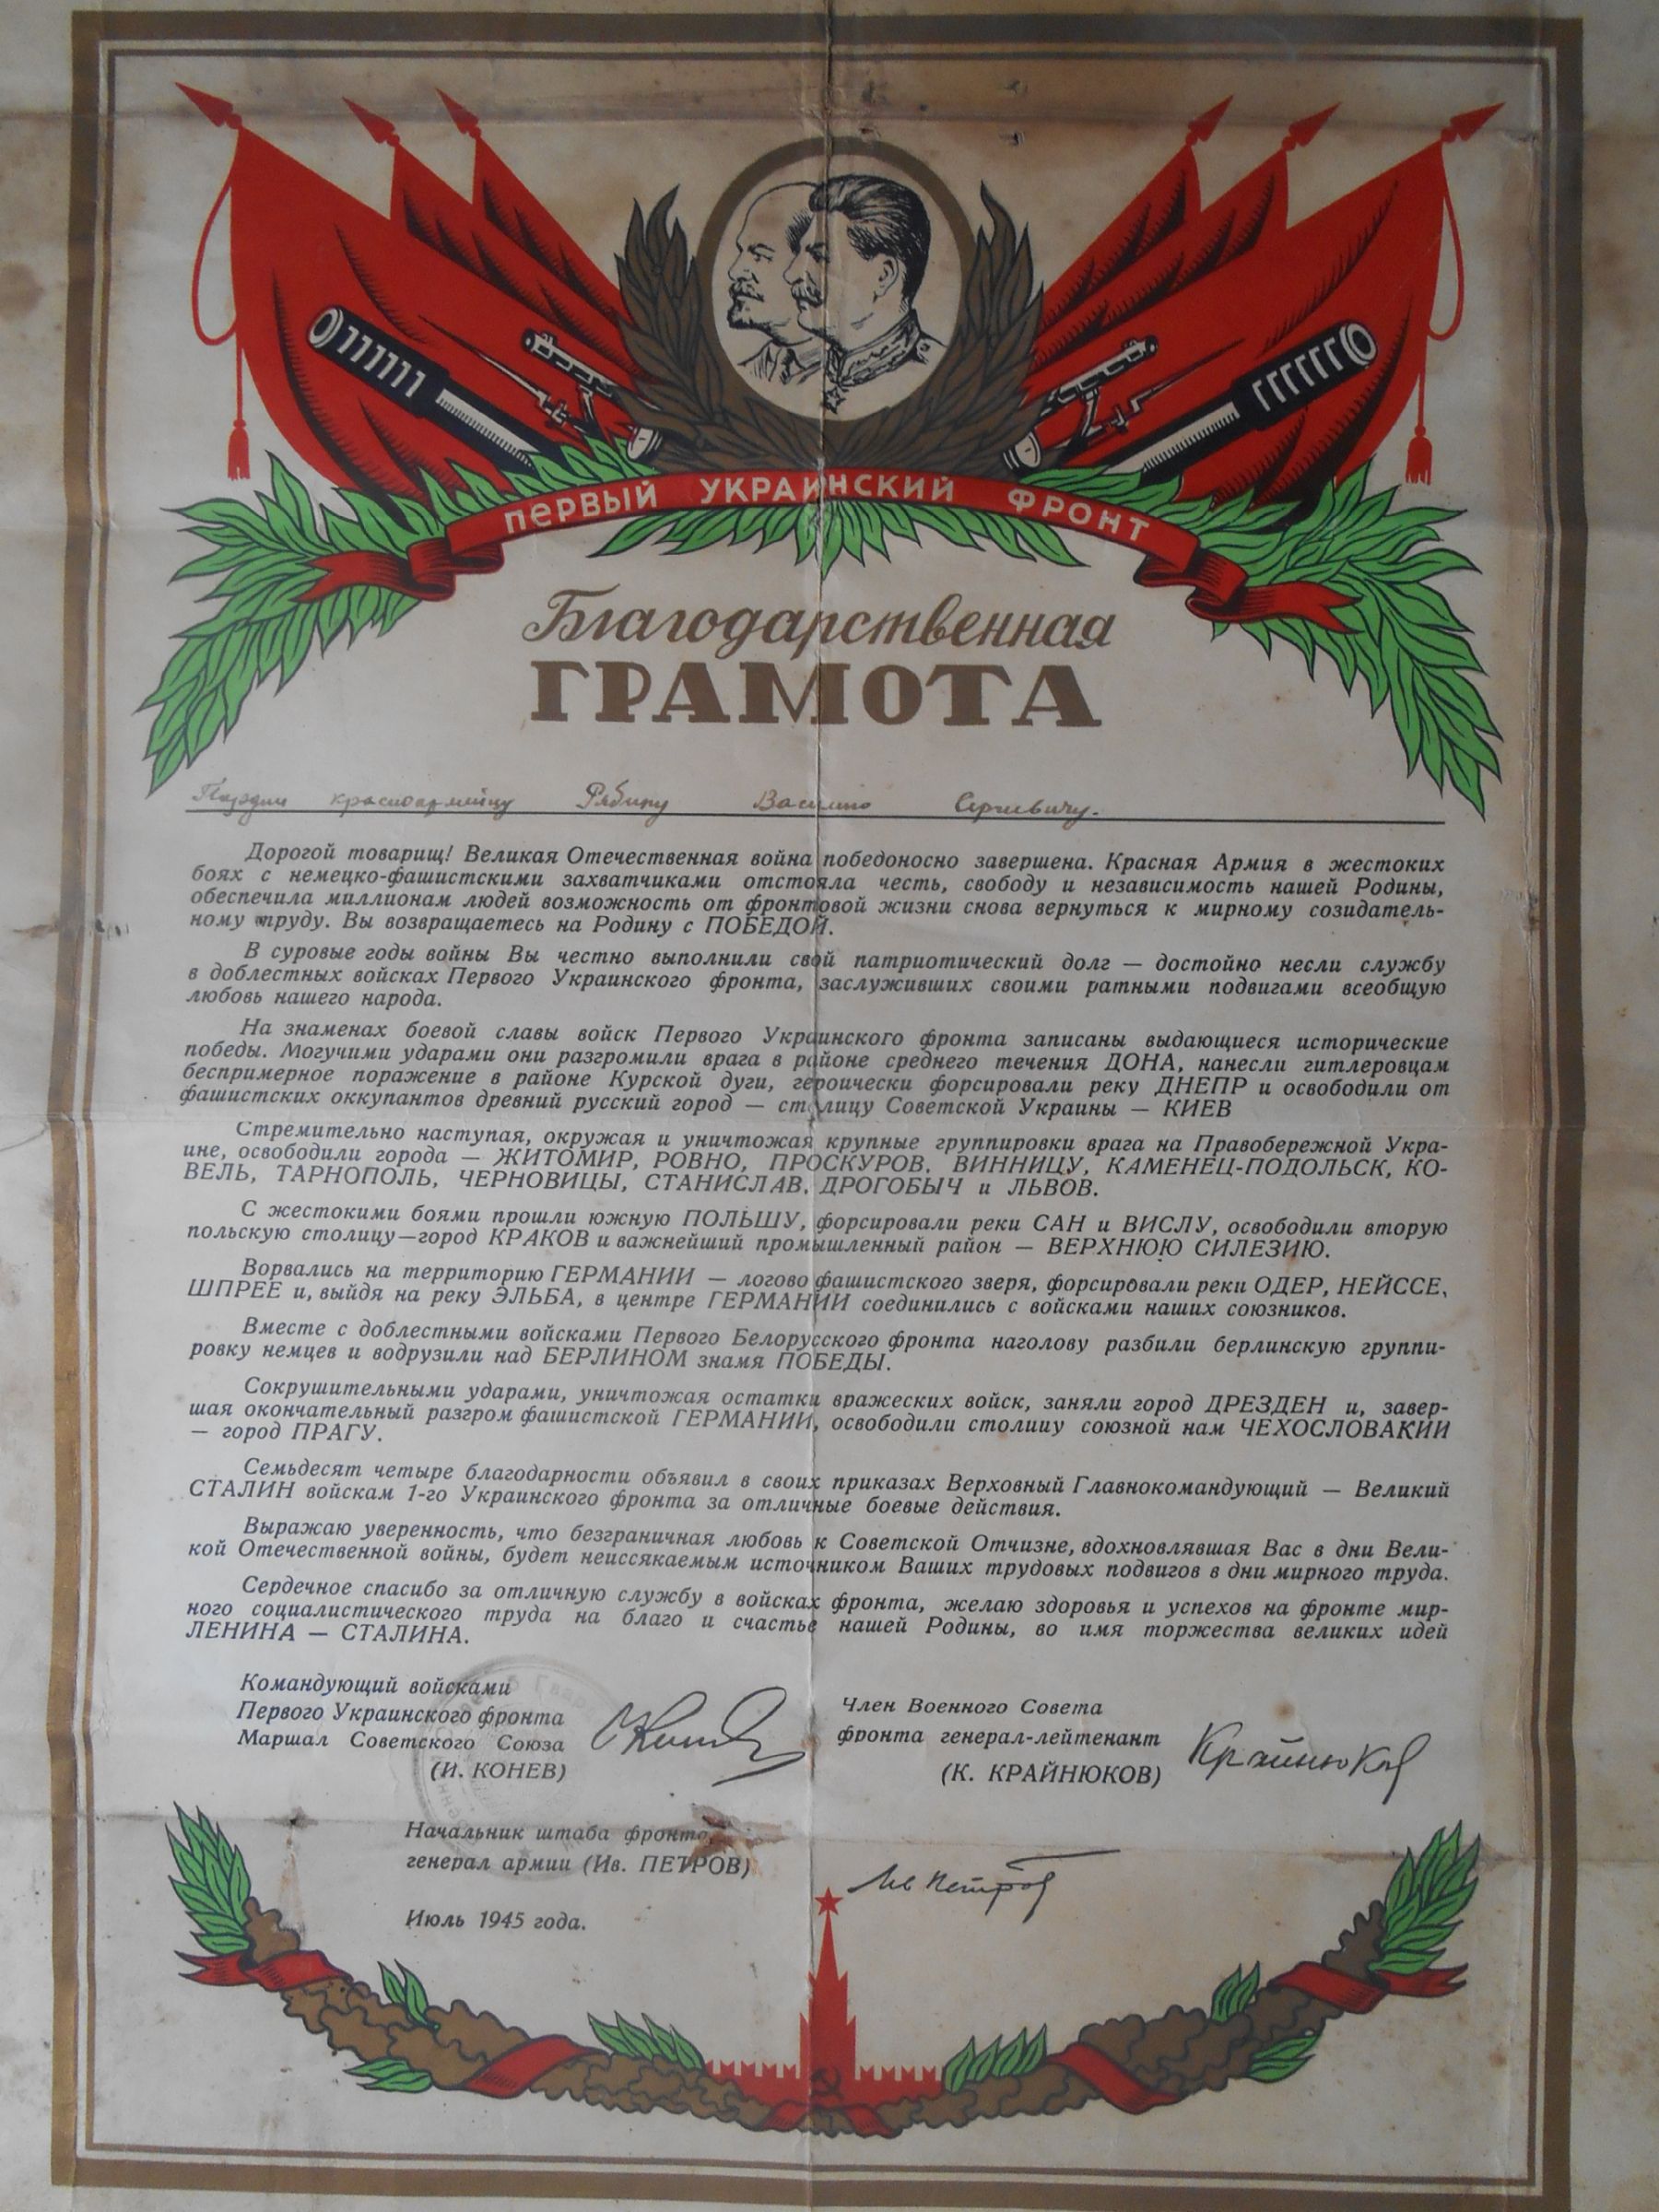 ПЕРВЫЙ УКРАИНСКИЙ ФРОНТ
Благодарственная
ГРАМОТА
красноармейцу Рябину Василию Сергиевичу.
Дорогой товарищ! Великая Отечественная война победоносно завершена. Красная Армия в жестоких
боях с немецко-фашистскими захватчиками отстояла честь, свободу и независимость нашей Родины,
обеспечила миллионам людей возможность от фронтовой жизни снова вернуться к мирному созидатель-
ному труду. Вы возвращаетесь на Родину с ПОБЕДОЙ.
В суровые годы войны Вы честно выполнили свой патриотический долг — достойно несли службу
в доблестных войсках Первого Украинского фронта, заслуживших своими ратными подвигами всеобщую
любовь нашего народа.
На знаменах боевой славы войск Первого Украинского фронта записаны выдающиеся исторические
победы. Могучими ударами они разгромили врага в районе среднего течения ДОНА, нанесли гитлеровцам
беспримерное поражение в районе Курской дуги, героически форсировали реку ДНЕПР и освободили от
фашистских оккупантов древний русский город — столицу Советской Украины — КИЕВ
Стремительно наступая, окружая и уничтожая крупные группировки врага на Правобережной Укра-
ине, освободили города — ЖИТОМИР, РОВНО, ПРОСКУРОВ, ВИННИЦУ, КАМЕНЕЦ-ПОДОЛЬСК, КО-
ВЕЛЬ, ТАРНОПОЛЬ, ЧЕРНОВИЦЫ, СТАНИСЛАВ, ДРОГОБЫЧ и ЛЬВОВ.
С жестокими боями прошли южную ПОЛЬШУ, форсировали реки САН и ВИСЛУ, освободили вторую
польскую столицу—город КРАКОВ и важнейший промышленный район — ВЕРХНЮЮ СИЛЕЗИЮ.
Ворвались на территорию ГЕРМАНИИ — логово фашистского зверя, форсировали реки ОДЕР, НЕЙССЕ,
ШПРЕЕ и, выйдя на реку ЭЛЬБА, в центре ГЕРМАНИИ соединились с войсками наших союзников.
Вместе с доблестными войсками Первого Белорусского фронта наголову разбили берлинскую группи-
ровку немцев и водрузили над БЕРЛИНОМ знамя ПОБЕДЫ.
Сокрушительными ударами, уничтожая остатки вражеских войск, заняли город ДРЕЗДЕН и, завер-
шая окончательный разгром фашистской ГЕРМАНИИ, освободили столицу союзной нам ЧЕХОСЛОВАКИИ
— город ПРАГУ.
Семьдесят четыре благодарности объявил в своих приказах Верховный Главнокомандующий — Великий
СТАЛИН войскам 1-го Украинского фронта за отличные боевые действия.
Выражаю уверенность, что безграничная любовь к Советской Отчизне, вдохновлявшая Вас в дни Вели-
кой Отечественной войны, будет неиссякаемым источником Ваших трудовых подвигов в дни мирного труда.
Сердечное спасибо за отличную службу в войсках фронта, желаю здоровья и успехов на фронте мир-
ного социалистического труда на благо и счастье нашей Родины, во имя торжества великих идей
ЛЕНИНА — СТАЛИНА.
Командующий войсками
Первого Украинского фронта
Маршал Советского Союза
(И. КОНЕВ)
Член Военного Совета
фронта генерал-лейтенант
(К. КРАЙНЮКОВ)
Крайнюков
Начальник штаба фронта,
генерал армии (Ив. ПЕТРОВ)
Ив Петров
Июль 1945 года.